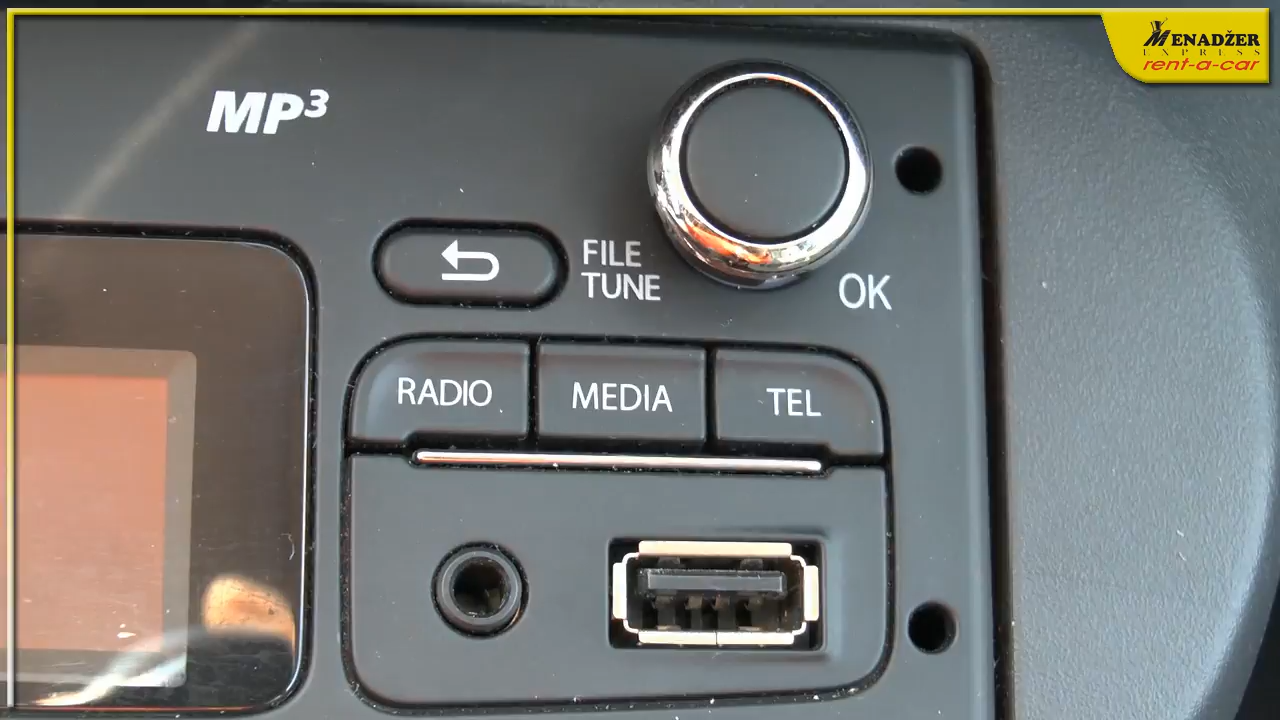 MENADŽER
EXPRESS
rent-a-car
MP3
FILE
TUNE
OK
RADIO
MEDIA
TEL